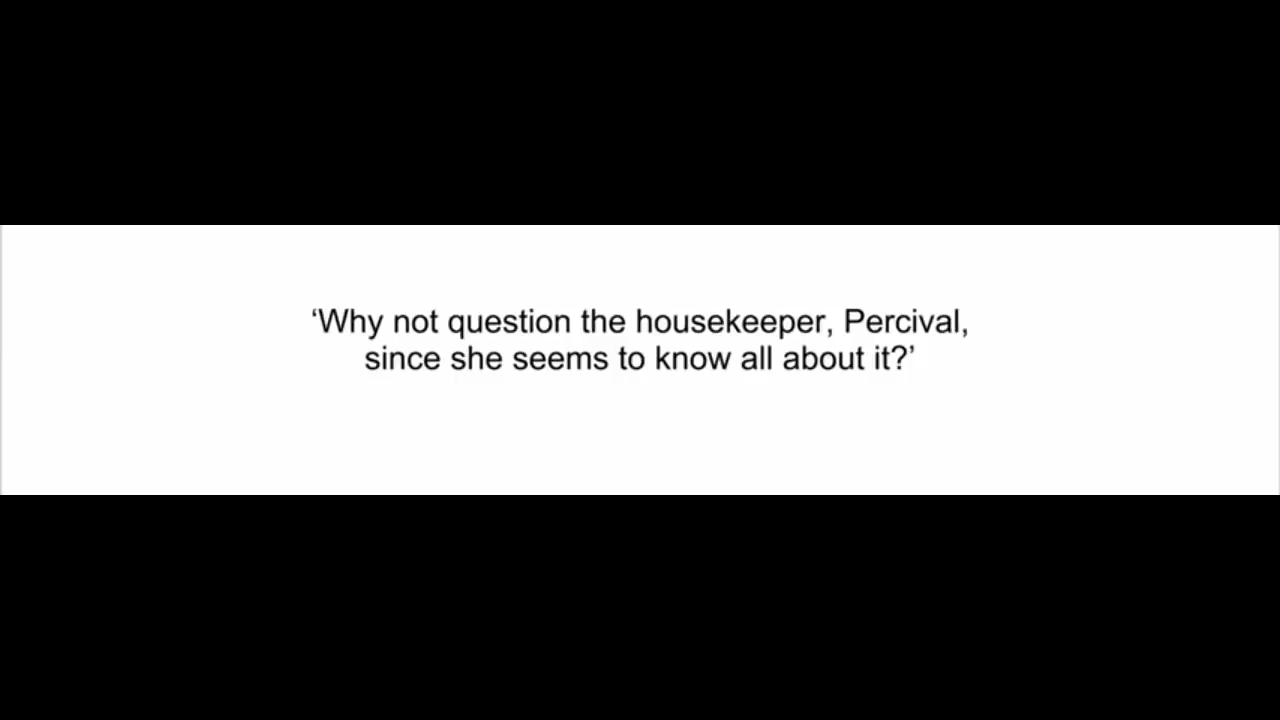 ‘Why not question the housekeeper, Percival,
since she seems to know all about it?’